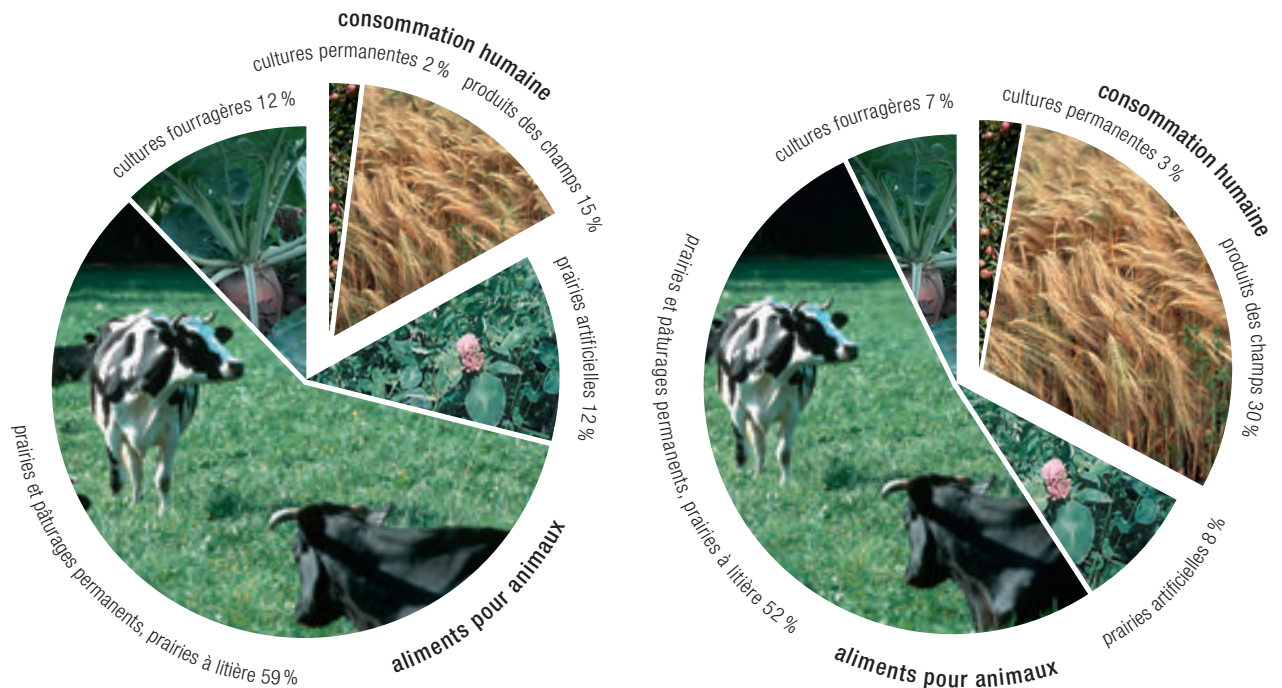 consommation humaine
cultures permanentes 2 %
produits des champs 15 %
cultures fourragères 12 %
prairies artificielles 12 %
prairies et pâturages permanents, prairies à litière 59 %
aliments pour animaux
consommation humaine
cultures permanentes 3 %
cultures fourragères 7 %
produits des champs 30 %
prairies et pâturages permanents, prairies à litière 52 %
prairies artificielles 8 %
aliments pour animaux